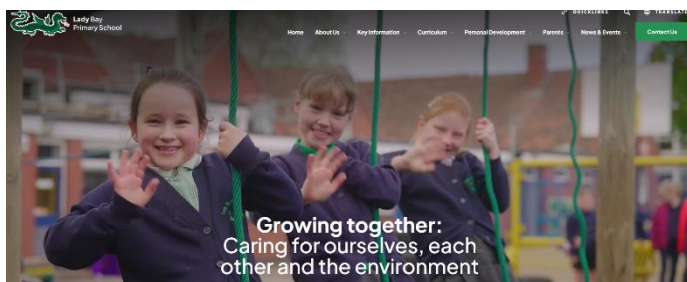 QUICKLINKS TRANSLATE
Lady Bay
Primary School
Home About Us Key Information Curriculum Personal Development Parents News & Events Contact Us
Growing together:
Caring for ourselves, each
other and the environment